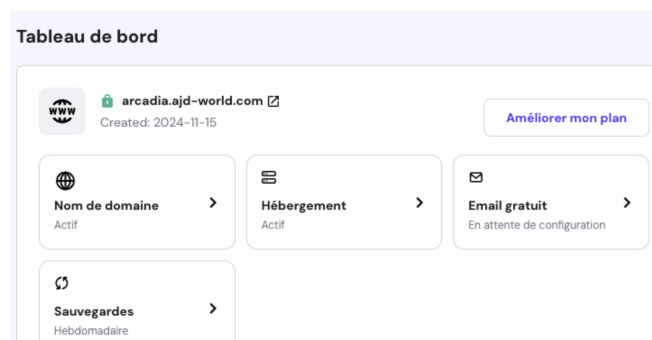 Tableau de bord
www
arcadia.ajd-world.com
Created: 2024-11-15
Améliorer mon plan
Nom de domaine
Actif
Hébergement
Actif
Email gratuit
En attente de configuration
Sauvegardes
Hebdomadaire